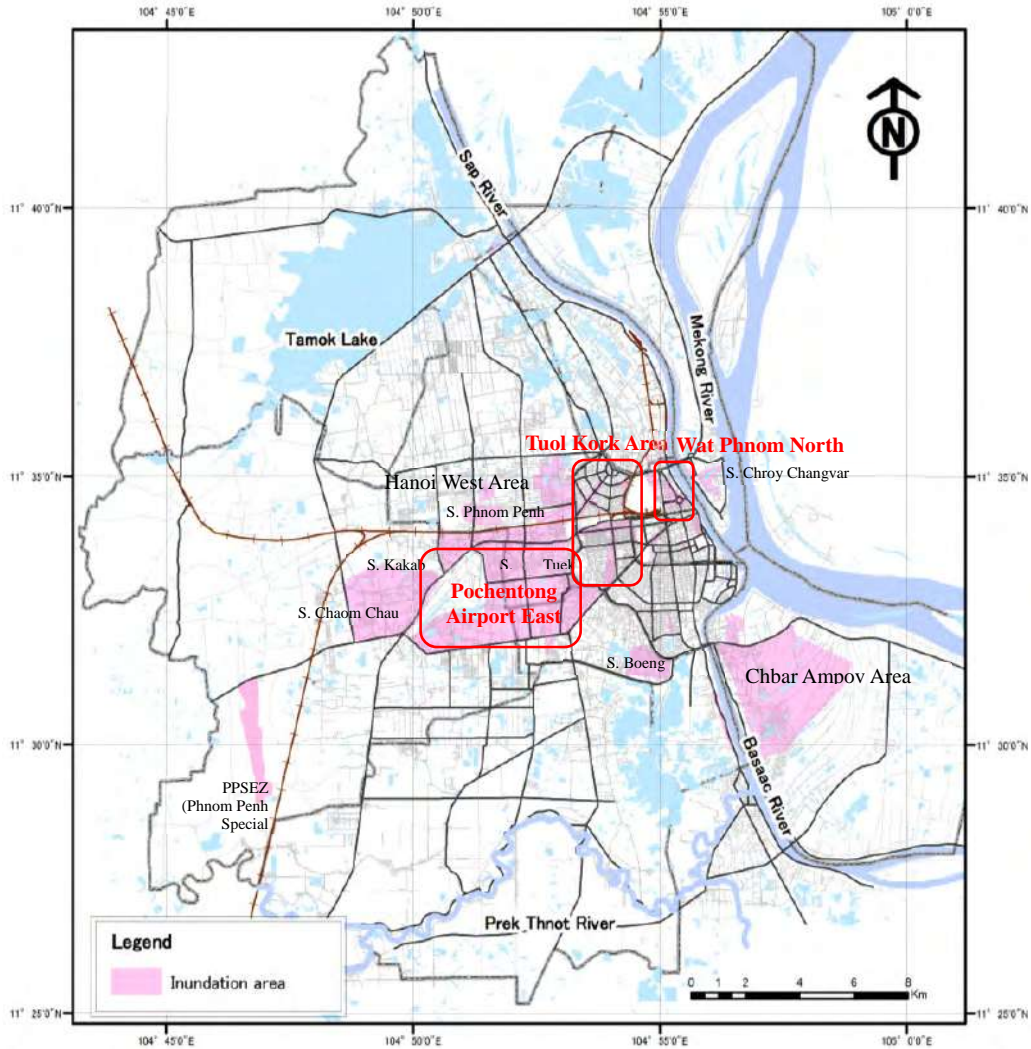 104° 45'0"E
104° 50'0"E
104° 55'0"E
105° 0'0"E
N
Sap River
11° 40'0"N
11° 40'0"N
Tamok Lake
Mekong River
Tuol Kork Area
Wat Phnom North
S. Chroy Changvar
11° 35'0"N
11° 35'0"N
Hanoi West Area
S. Phnom Penh
S. Kakab
S.
Tuek
Pochentong
Airport East
S. Chaom Chau
S. Boeng
Chbar Ampov Area
11° 30'0"N
11° 30'0"N
Basaac River
PPSEZ
(Phnom Penh
Special
Prek Thnot River
Legend
Inundation area
0 1 2 4 6 8
Km
11° 25'0"N
11° 25'0"N
104° 45'0"E
104° 50'0"E
104° 55'0"E
105° 0'0"E